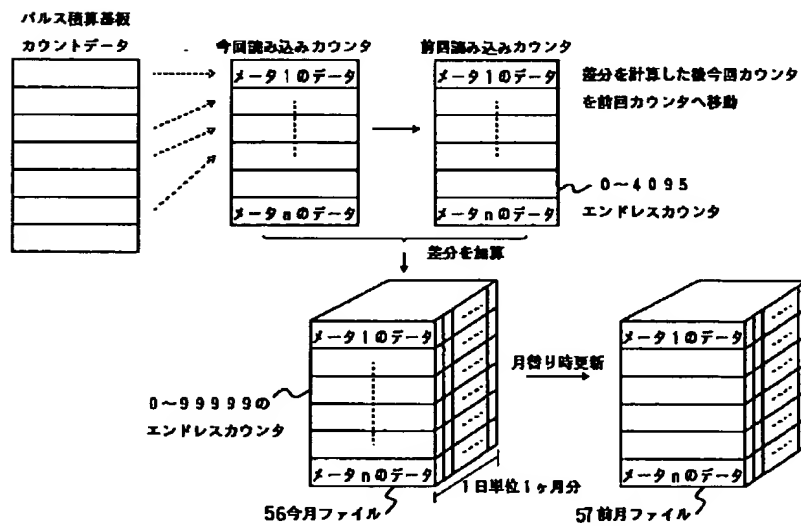 パルス積算基板
カウントデータ
今回読み込みカウンタ
前回読み込みカウンタ
メータ1のデータ
メータ1のデータ
差分を計算した後今回カウンタ
を前回カウンタへ移動
0～4095
エンドレスカウンタ
メータnのデータ
メータnのデータ
差分を加算
メータ1のデータ
メータ1のデータ
月替り時更新
0～99999の
エンドレスカウンタ
メータnのデータ
メータnのデータ
1日単位1ヶ月分
56今月ファイル
57前月ファイル